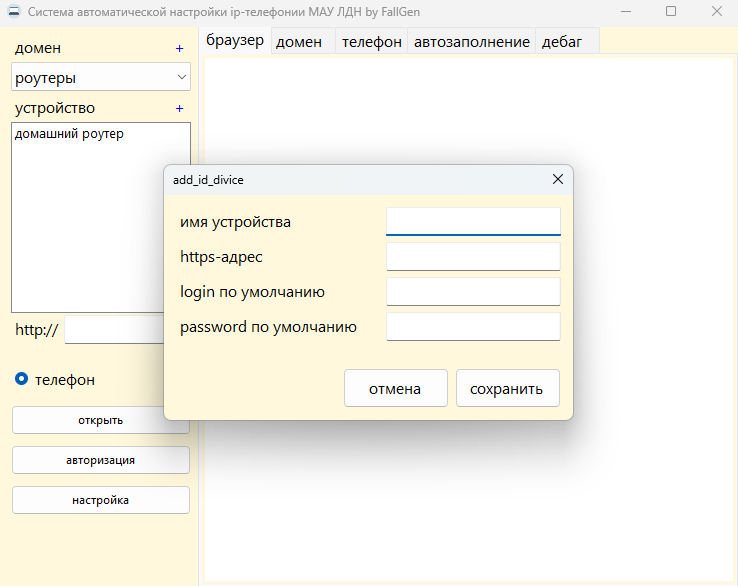 Система автоматической настройки ip-телефонии МАУ ЛДН by FallGen
домен +
роутеры
устройство +
домашний роутер
http://
телефон
открыть
авторизация
настройка
браузер домен телефон автозаполнение дебаг
add_id_divice
имя устройства
https-адрес
login по умолчанию
password по умолчанию
отмена сохранить